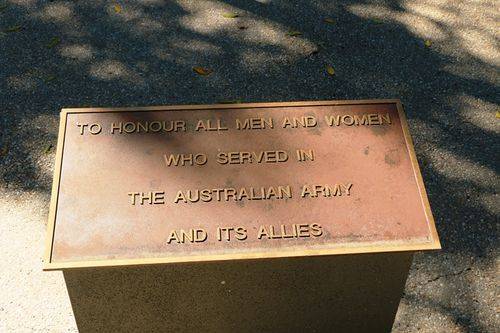 TO HONOUR ALL MEN AND WOMEN
WHO SERVED IN
THE AUSTRALIAN ARMY
AND ITS ALLIES